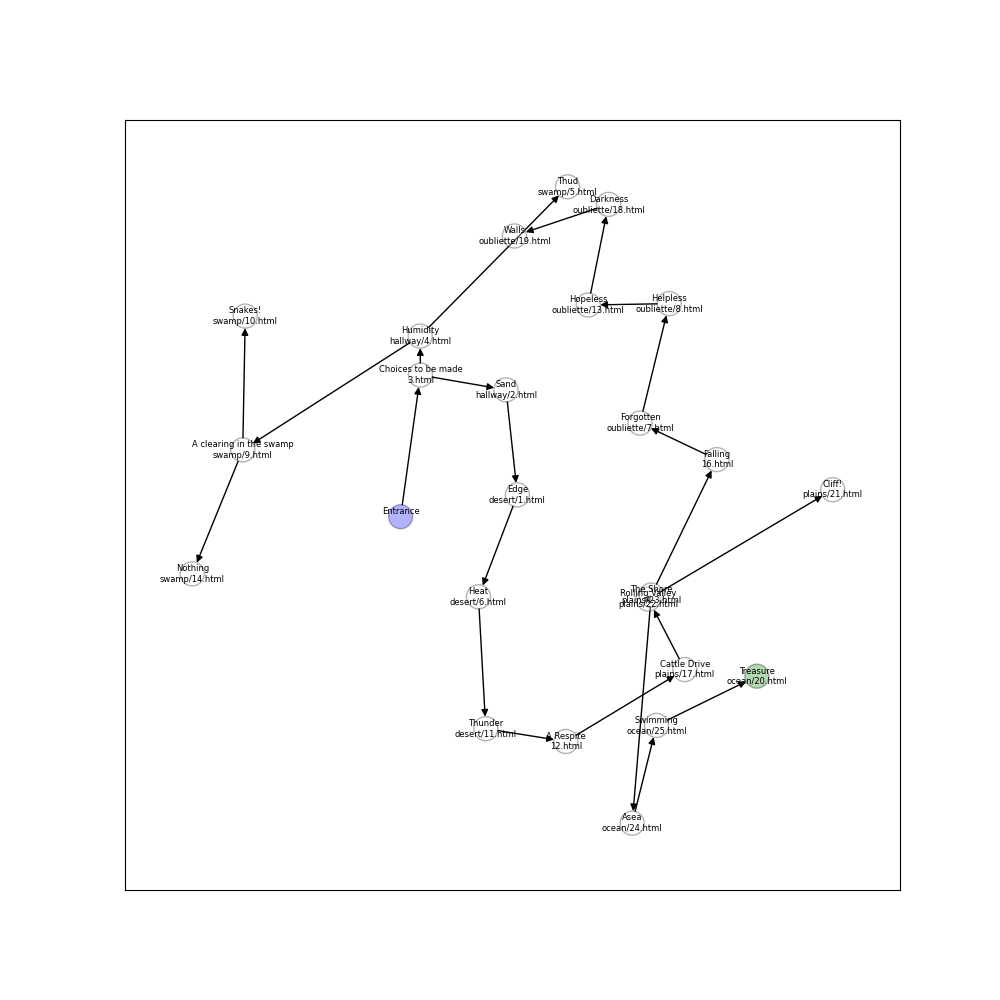 Thud
swamp/5.html
Darkness
oubliette/18.html
Walls
oubliette/19.html
Hopeless
oubliette/13.html
Helpless
oubliette/8.html
Snakes!
swamp/10.html
Humidity
hallway/4.html
Choices to be made
3.html
Sand
hallway/2.html
Forgotten
oubliette/7.html
A clearing in the swamp
swamp/9.html
Falling
16.html
Cliff!
plains/21.html
Edge
desert/1.html
Entrance
Nothing
swamp/14.html
Heat
desert/6.html
The Shore
plains/23.html
Rolling Valley
plains/22.html
Cattle Drive
plains/17.html
Treasure
ocean/20.html
Thunder
desert/11.html
A Respite
12.html
Swimming
ocean/25.html
Asea
ocean/24.html